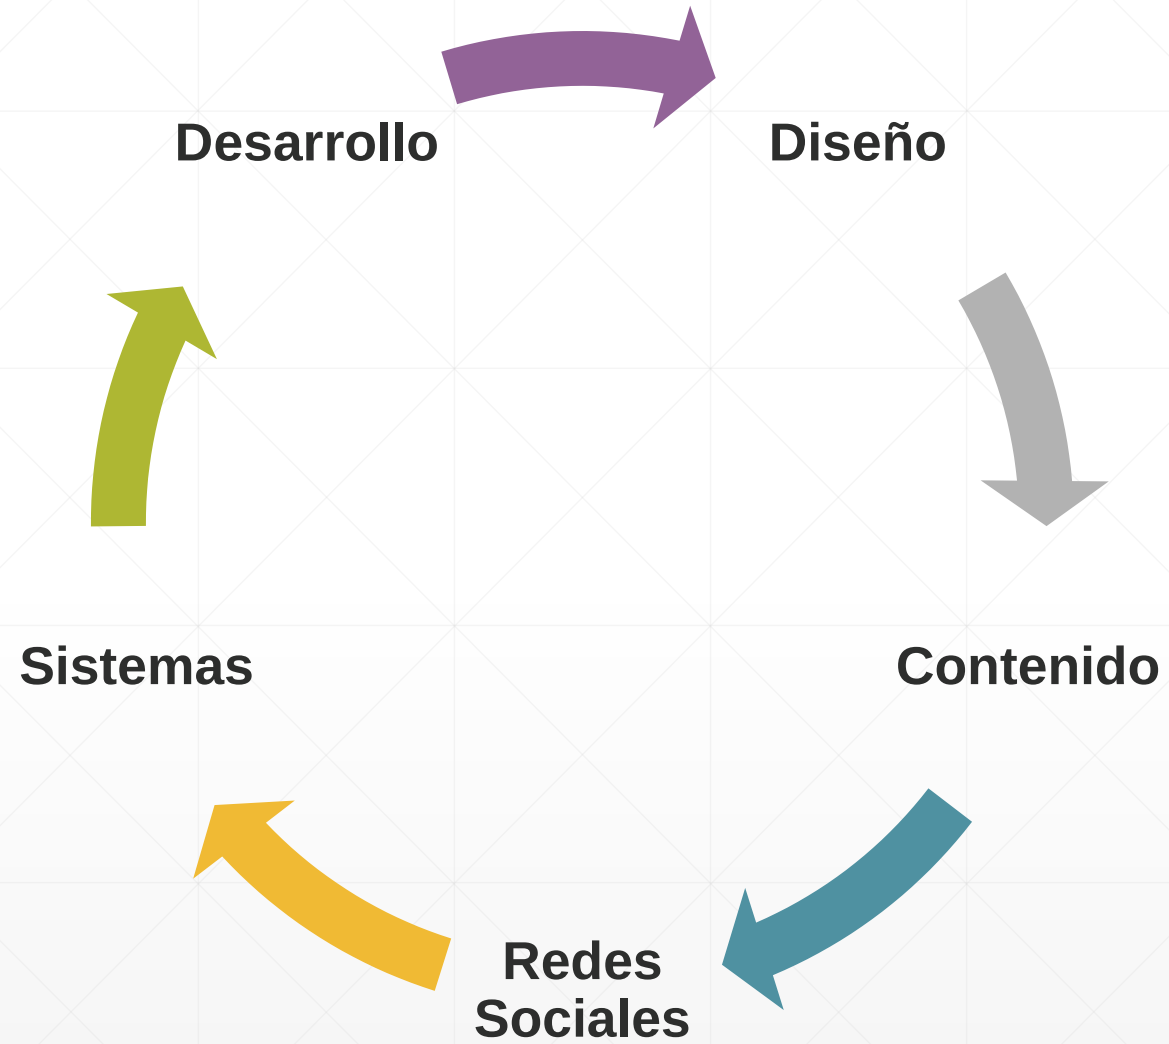 Desarrollo
Diseño
Sistemas
Contenido
Redes
Sociales